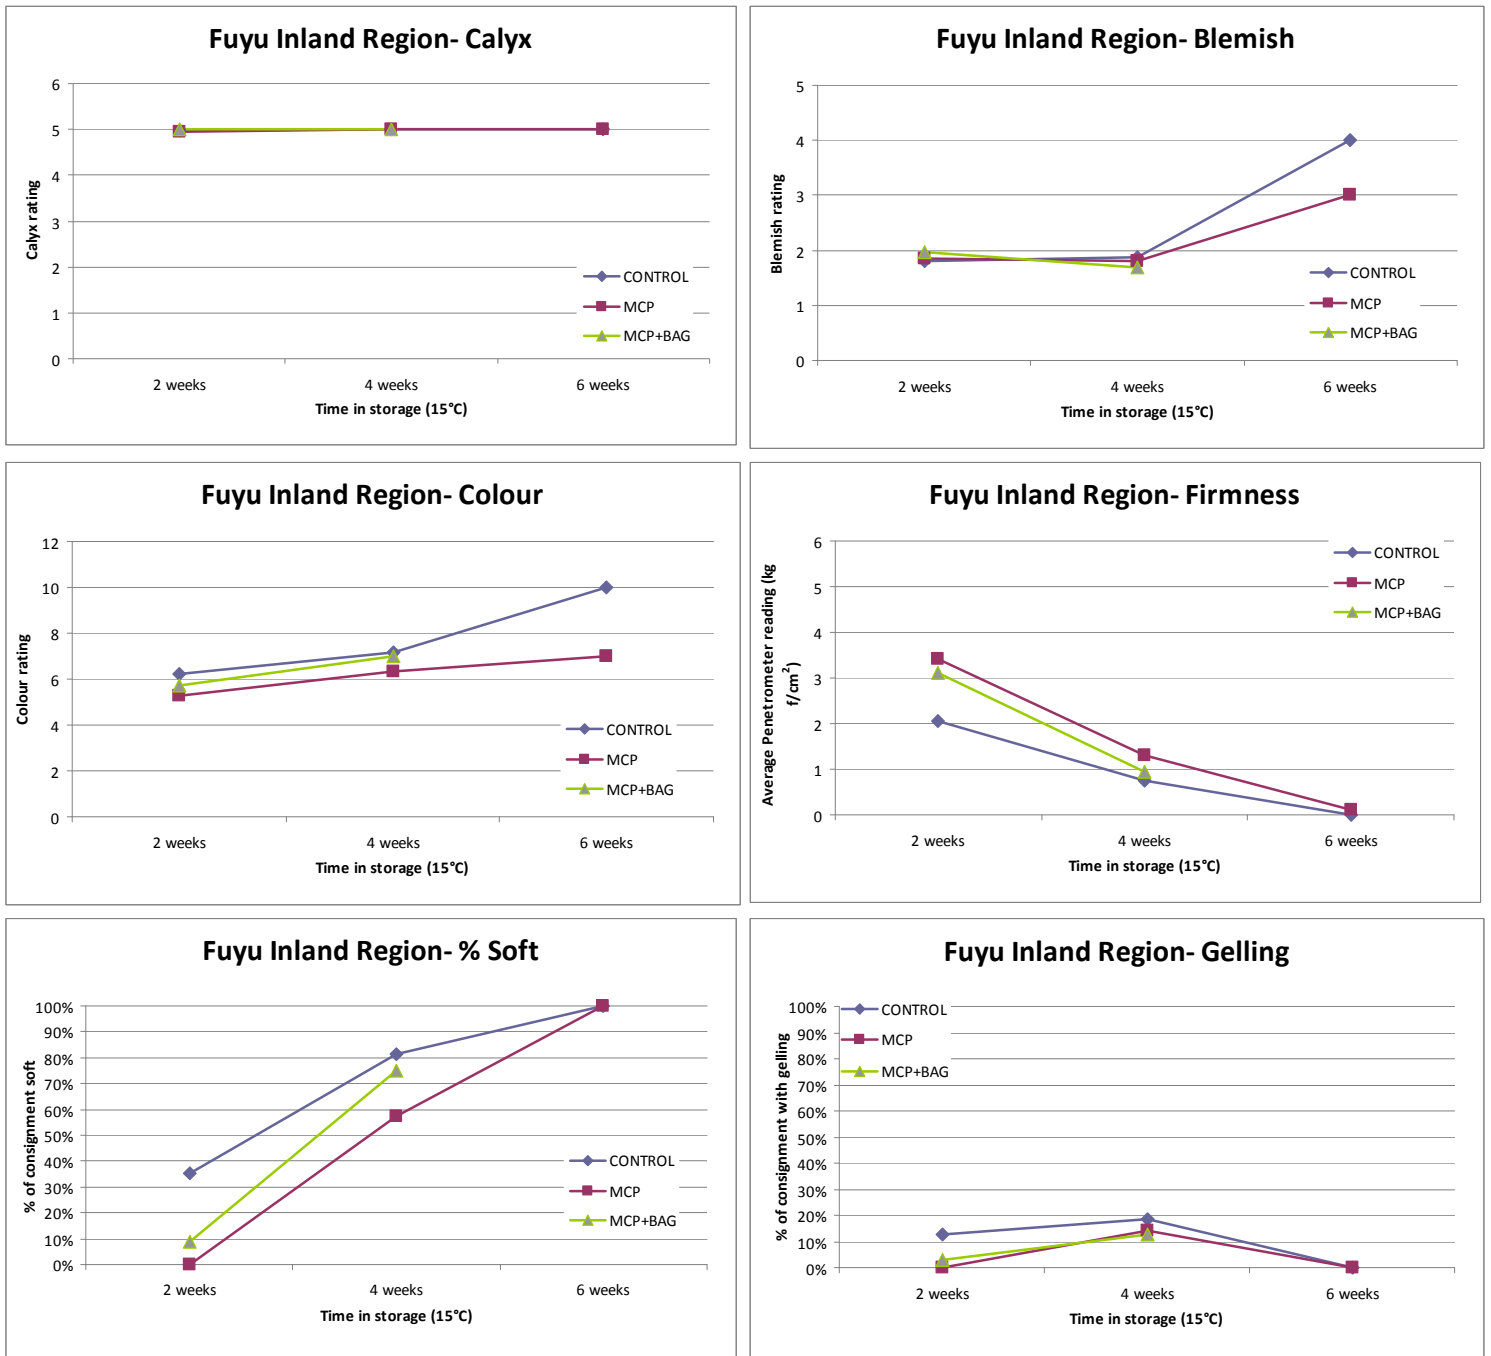 Fuyu Inland Region- Calyx
Calyx rating
6
5
4
3
2
1
0
CONTROL
MCP
MCP+BAG
2 weeks
4 weeks
6 weeks
Time in storage (15°C)
Fuyu Inland Region- Blemish
Blemish rating
5
4
3
2
1
0
CONTROL
MCP
MCP+BAG
2 weeks
4 weeks
6 weeks
Time in storage (15°C)
Fuyu Inland Region- Colour
Colour rating
12
10
8
6
4
2
0
CONTROL
MCP
MCP+BAG
2 weeks
4 weeks
6 weeks
Time in storage (15°C)
Fuyu Inland Region- Firmness
Average Penetrometer reading (kg
f/cm²)
6
5
4
3
2
1
0
CONTROL
MCP
MCP+BAG
2 weeks
4 weeks
6 weeks
Time in storage (15°C)
Fuyu Inland Region- % Soft
% of consignment soft
100%
90%
80%
70%
60%
50%
40%
30%
20%
10%
0%
CONTROL
MCP
MCP+BAG
2 weeks
4 weeks
6 weeks
Time in storage (15°C)
Fuyu Inland Region- Gelling
% of consignment with gelling
100%
90%
80%
70%
60%
50%
40%
30%
20%
10%
0%
CONTROL
MCP
MCP+BAG
2 weeks
4 weeks
6 weeks
Time in storage (15°C)